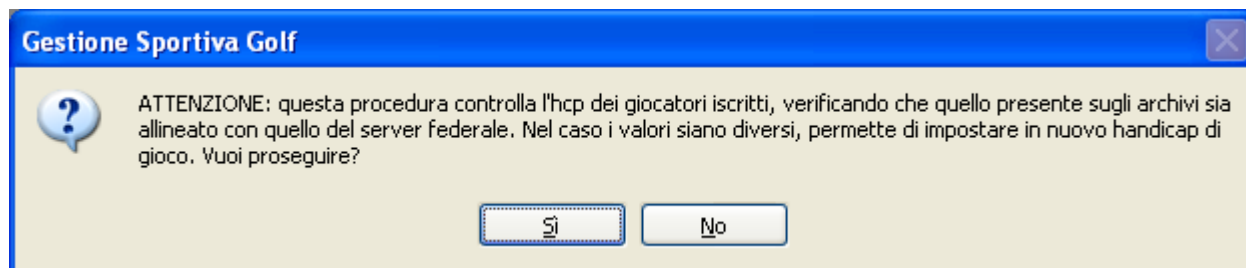 Gestione Sportiva Golf
ATTENZIONE: questa procedura controlla l'hcp dei giocatori iscritti, verificando che quello presente sugli archivi sia
allineato con quello del server federale. Nel caso i valori siano diversi, permette di impostare in nuovo handicap di
gioco. Vuoi proseguire?
Sì No